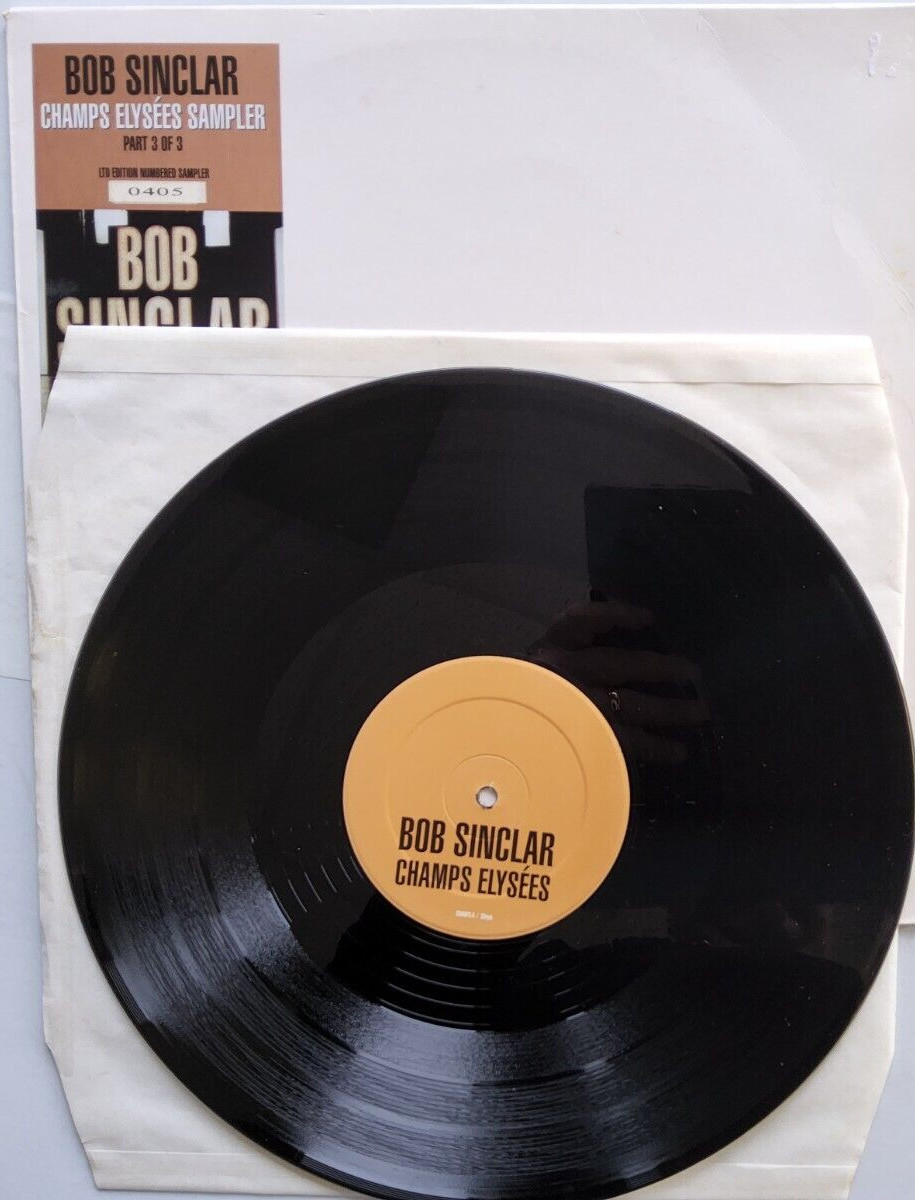 BOB SINCLAR
CHAMPS ELYSÉES SAMPLER
PART 3 OF 3
LTD EDITION NUMBERED SAMPLER
0405
BOB
SINCLAR
BOB SINCLAR
CHAMPS ELYSÉES